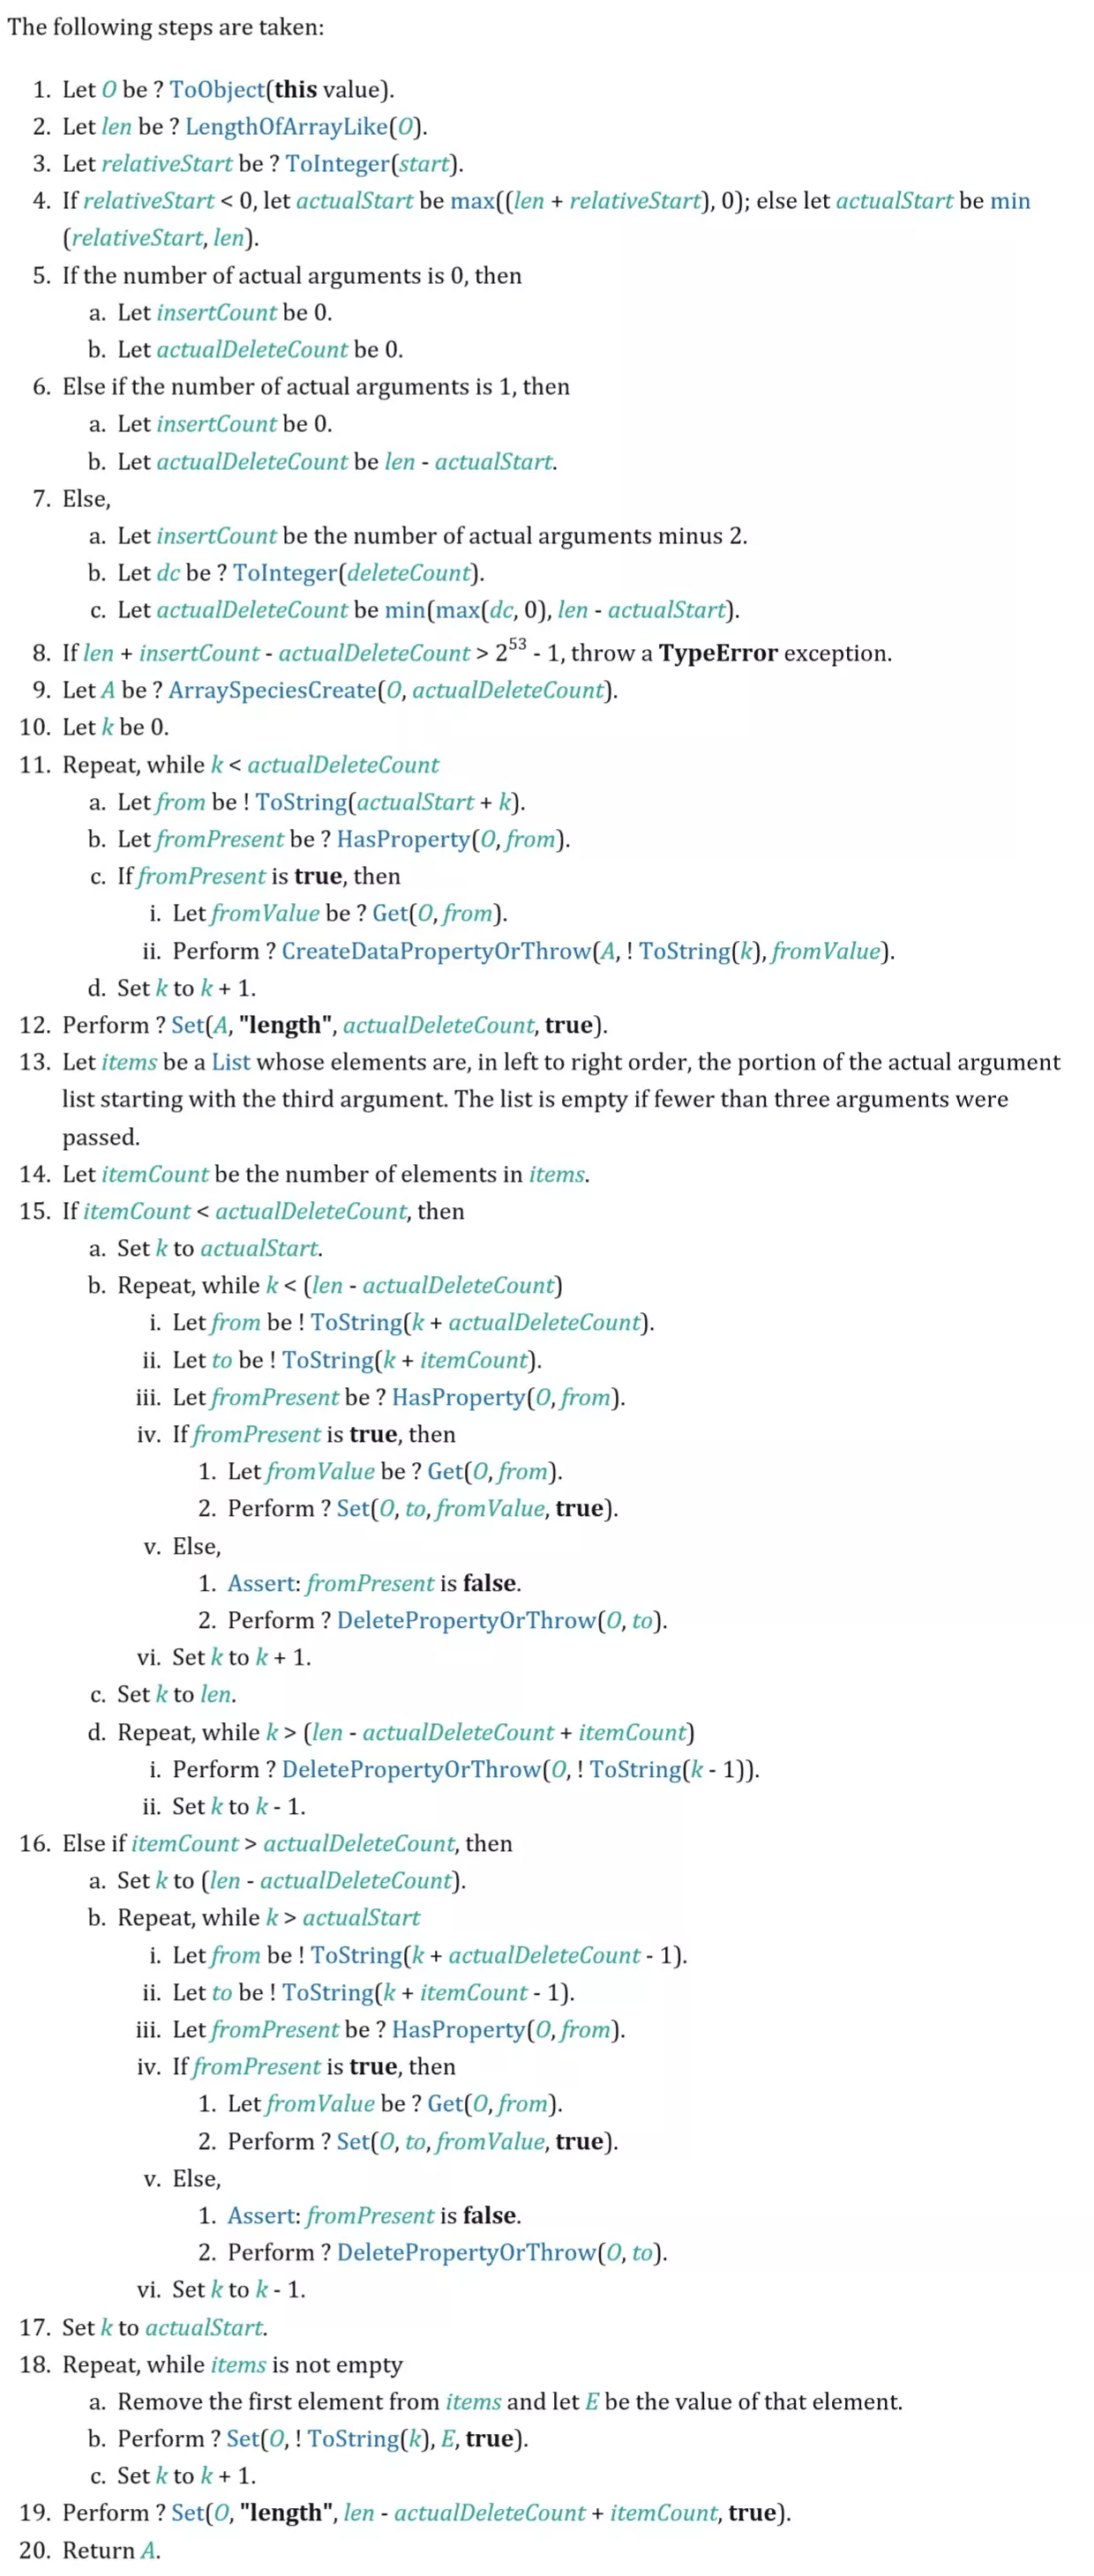 The following steps are taken:
1. Let O be ? ToObject(this value).
2. Let len be ? LengthOfArrayLike(O).
3. Let relativeStart be ? ToInteger(start).
4. If relativeStart < 0, let actualStart be max((len + relativeStart), 0); else let actualStart be min
(relativeStart, len).
5. If the number of actual arguments is 0, then
a. Let insertCount be 0.
b. Let actualDeleteCount be 0.
6. Else if the number of actual arguments is 1, then
a. Let insertCount be 0.
b. Let actualDeleteCount be len - actualStart.
7. Else,
a. Let insertCount be the number of actual arguments minus 2.
b. Let dc be ? ToInteger(deleteCount).
c. Let actualDeleteCount be min(max(dc, 0), len - actualStart).
8. If len + insertCount - actualDeleteCount > 2⁵³ - 1, throw a TypeError exception.
9. Let A be ? ArraySpeciesCreate(O, actualDeleteCount).
10. Let k be 0.
11. Repeat, while k < actualDeleteCount
a. Let from be ! ToString(actualStart + k).
b. Let fromPresent be ? HasProperty(O, from).
c. If fromPresent is true, then
i. Let fromValue be ? Get(O, from).
ii. Perform ? CreateDataPropertyOrThrow(A, ! ToString(k), fromValue).
d. Set k to k + 1.
12. Perform ? Set(A, "length", actualDeleteCount, true).
13. Let items be a List whose elements are, in left to right order, the portion of the actual argument
list starting with the third argument. The list is empty if fewer than three arguments were
passed.
14. Let itemCount be the number of elements in items.
15. If itemCount < actualDeleteCount, then
a. Set k to actualStart.
b. Repeat, while k < (len - actualDeleteCount)
i. Let from be ! ToString(k + actualDeleteCount).
ii. Let to be ! ToString(k + itemCount).
iii. Let fromPresent be ? HasProperty(O, from).
iv. If fromPresent is true, then
1. Let fromValue be ? Get(O, from).
2. Perform ? Set(O, to, fromValue, true).
v. Else,
1. Assert: fromPresent is false.
2. Perform ? DeletePropertyOrThrow(O, to).
vi. Set k to k + 1.
c. Set k to len.
d. Repeat, while k > (len - actualDeleteCount + itemCount)
i. Perform ? DeletePropertyOrThrow(O, ! ToString(k - 1)).
ii. Set k to k - 1.
16. Else if itemCount > actualDeleteCount, then
a. Set k to (len - actualDeleteCount).
b. Repeat, while k > actualStart
i. Let from be ! ToString(k + actualDeleteCount - 1).
ii. Let to be ! ToString(k + itemCount - 1).
iii. Let fromPresent be ? HasProperty(O, from).
iv. If fromPresent is true, then
1. Let fromValue be ? Get(O, from).
2. Perform ? Set(O, to, fromValue, true).
v. Else,
1. Assert: fromPresent is false.
2. Perform ? DeletePropertyOrThrow(O, to).
vi. Set k to k - 1.
17. Set k to actualStart.
18. Repeat, while items is not empty
a. Remove the first element from items and let E be the value of that element.
b. Perform ? Set(O, ! ToString(k), E, true).
c. Set k to k + 1.
19. Perform ? Set(O, "length", len - actualDeleteCount + itemCount, true).
20. Return A.